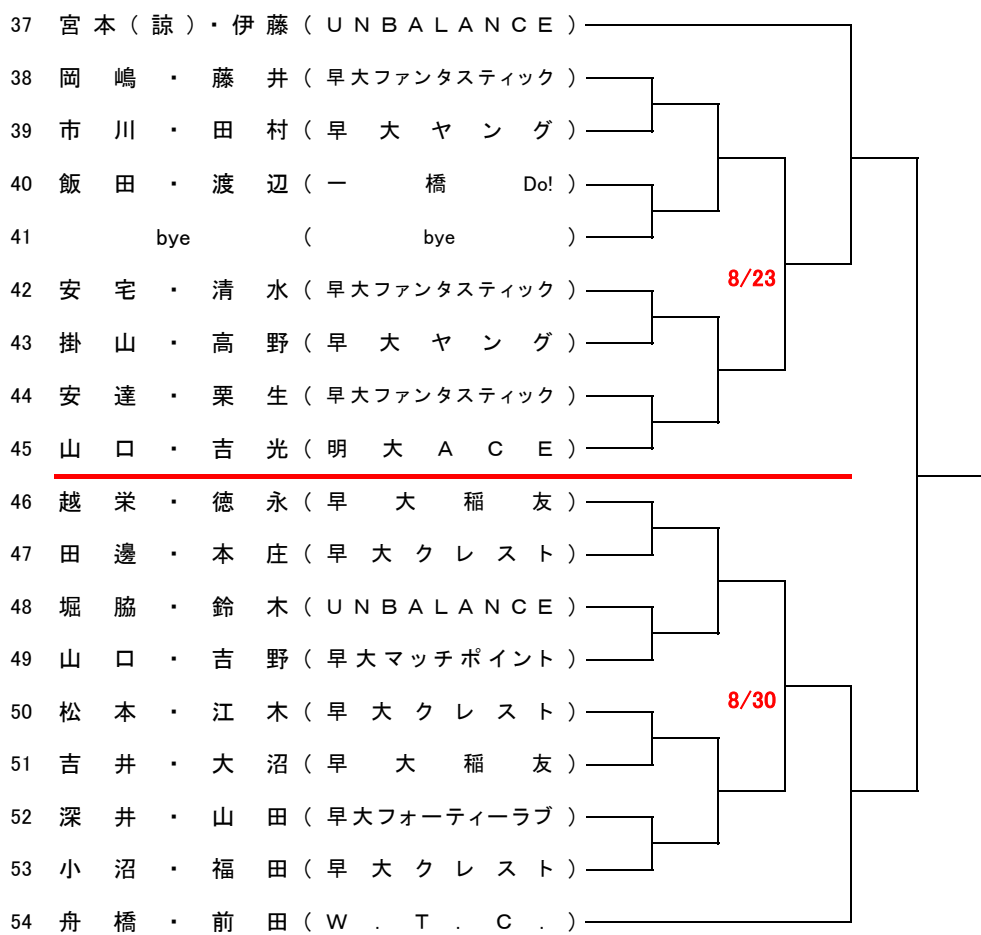 37 宮本(諒)・伊藤(UNBALANCE)
38 岡嶋・藤井(早大ファンタスティック)
39 市川・田村(早大ヤング)
40 飯田・渡辺(一橋Do!)
41 bye(bye)
8/23
42 安宅・清水(早大ファンタスティック)
43 掛山・高野(早大ヤング)
44 安達・栗生(早大ファンタスティック)
45 山口・吉光(明大ACE)
46 越栄・徳永(早大稲友)
47 田邊・本庄(早大クレスト)
48 堀脇・鈴木(UNBALANCE)
49 山口・吉野(早大マッチポイント)
8/30
50 松本・江木(早大クレスト)
51 吉井・大沼(早大稲友)
52 深井・山田(早大フォーティーラブ)
53 小沼・福田(早大クレスト)
54 舟橋・前田(W.T.C.)